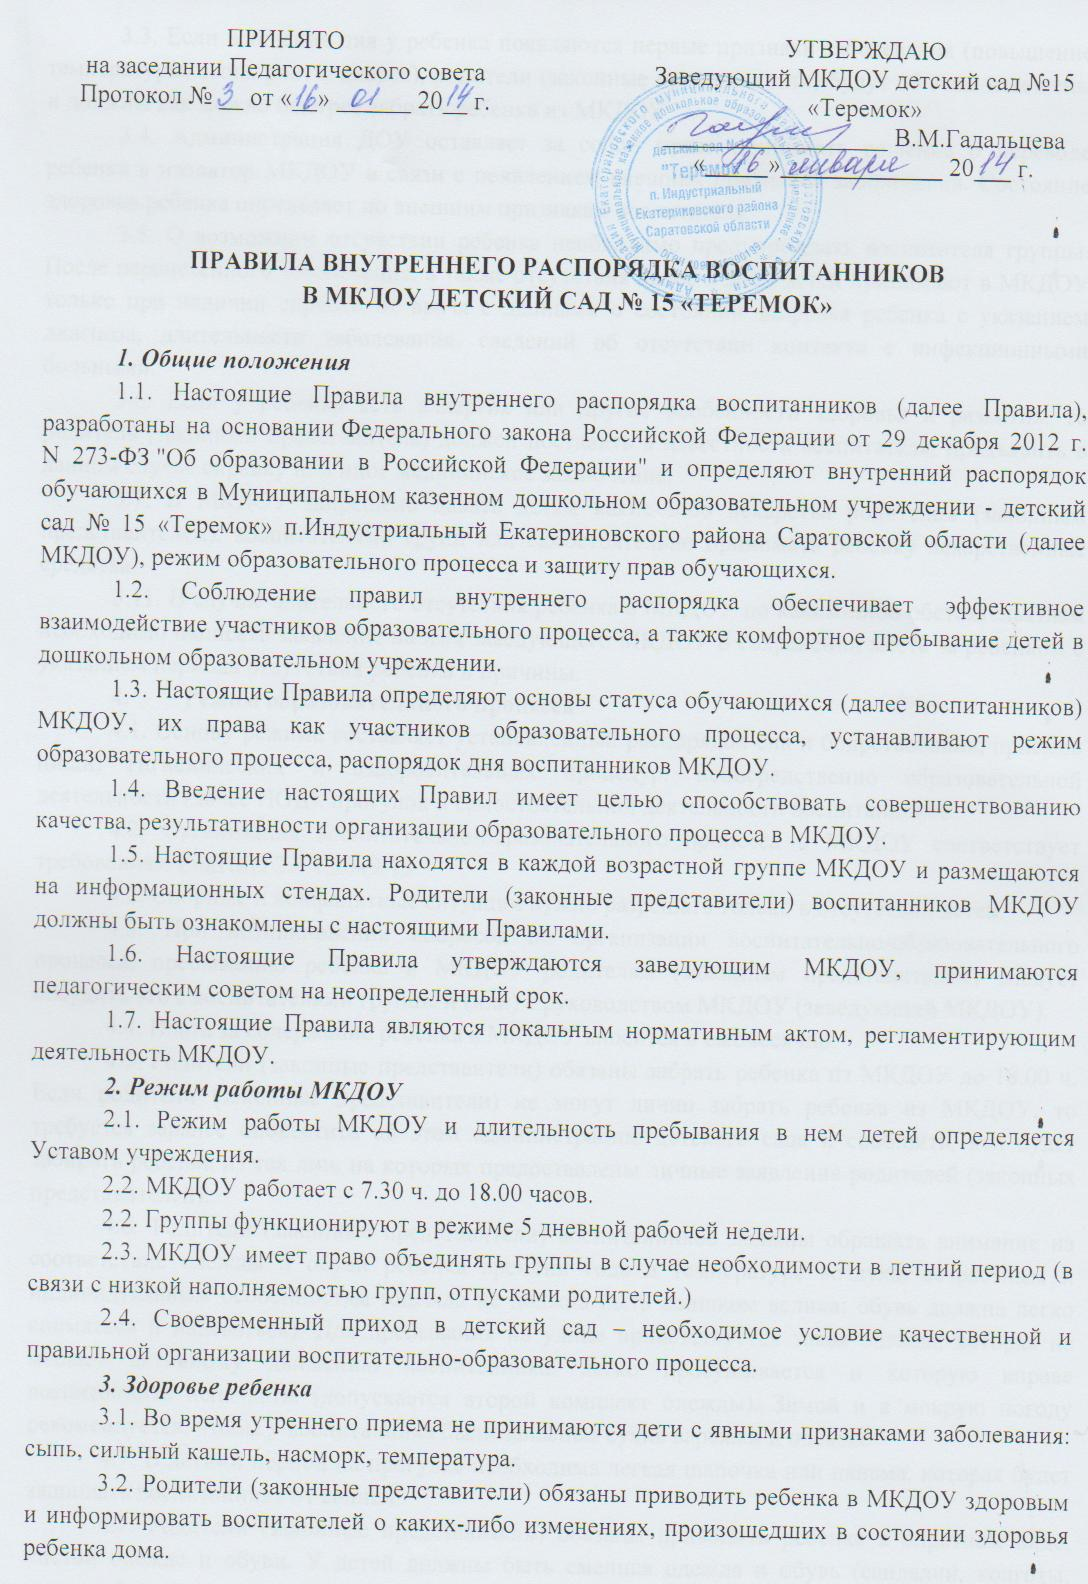 ПРИНЯТО
на заседании Педагогического совета
Протокол № 3 от «16» 01 2014 г.
УТВЕРЖДАЮ
Заведующий МКДОУ детский сад №15
«Теремок»
В.М.Гадальцева
«16» января 2014 г.
детский сад №15
"Теремок"
п. Индустриальный
Екатериновского района
Саратовской области
ПРАВИЛА ВНУТРЕННЕГО РАСПОРЯДКА ВОСПИТАННИКОВ
В МКДОУ ДЕТСКИЙ САД № 15 «ТЕРЕМОК»
1. Общие положения
1.1. Настоящие Правила внутреннего распорядка воспитанников (далее Правила),
разработаны на основании Федерального закона Российской Федерации от 29 декабря 2012 г.
N 273-ФЗ "Об образовании в Российской Федерации" и определяют внутренний распорядок
обучающихся в Муниципальном казенном дошкольном образовательном учреждении - детский
сад № 15 «Теремок» п.Индустриальный Екатериновского района Саратовской области (далее
МКДОУ), режим образовательного процесса и защиту прав обучающихся.
1.2. Соблюдение правил внутреннего распорядка обеспечивает эффективное
взаимодействие участников образовательного процесса, а также комфортное пребывание детей в
дошкольном образовательном учреждении.
1.3. Настоящие Правила определяют основы статуса обучающихся (далее воспитанников)
МКДОУ, их права как участников образовательного процесса, устанавливают режим
образовательного процесса, распорядок дня воспитанников МКДОУ.
1.4. Введение настоящих Правил имеет целью способствовать совершенствованию
качества, результативности организации образовательного процесса в МКДОУ.
1.5. Настоящие Правила находятся в каждой возрастной группе МКДОУ и размещаются
на информационных стендах. Родители (законные представители) воспитанников МКДОУ
должны быть ознакомлены с настоящими Правилами.
1.6. Настоящие Правила утверждаются заведующим МКДОУ, принимаются
педагогическим советом на неопределенный срок.
1.7. Настоящие Правила являются локальным нормативным актом, регламентирующим
деятельность МКДОУ.
2. Режим работы МКДОУ
2.1. Режим работы МКДОУ и длительность пребывания в нем детей определяется
Уставом учреждения.
2.2. МКДОУ работает с 7.30 ч. до 18.00 часов.
2.2. Группы функционируют в режиме 5 дневной рабочей недели.
2.3. МКДОУ имеет право объединять группы в случае необходимости в летний период (в
связи с низкой наполняемостью групп, отпусками родителей.)
2.4. Своевременный приход в детский сад – необходимое условие качественной и
правильной организации воспитательно-образовательного процесса.
3. Здоровье ребенка
3.1. Во время утреннего приема не принимаются дети с явными признаками заболевания:
сыпь, сильный кашель, насморк, температура.
3.2. Родители (законные представители) обязаны приводить ребенка в МКДОУ здоровым
и информировать воспитателей о каких-либо изменениях, произошедших в состоянии здоровья
ребенка дома.